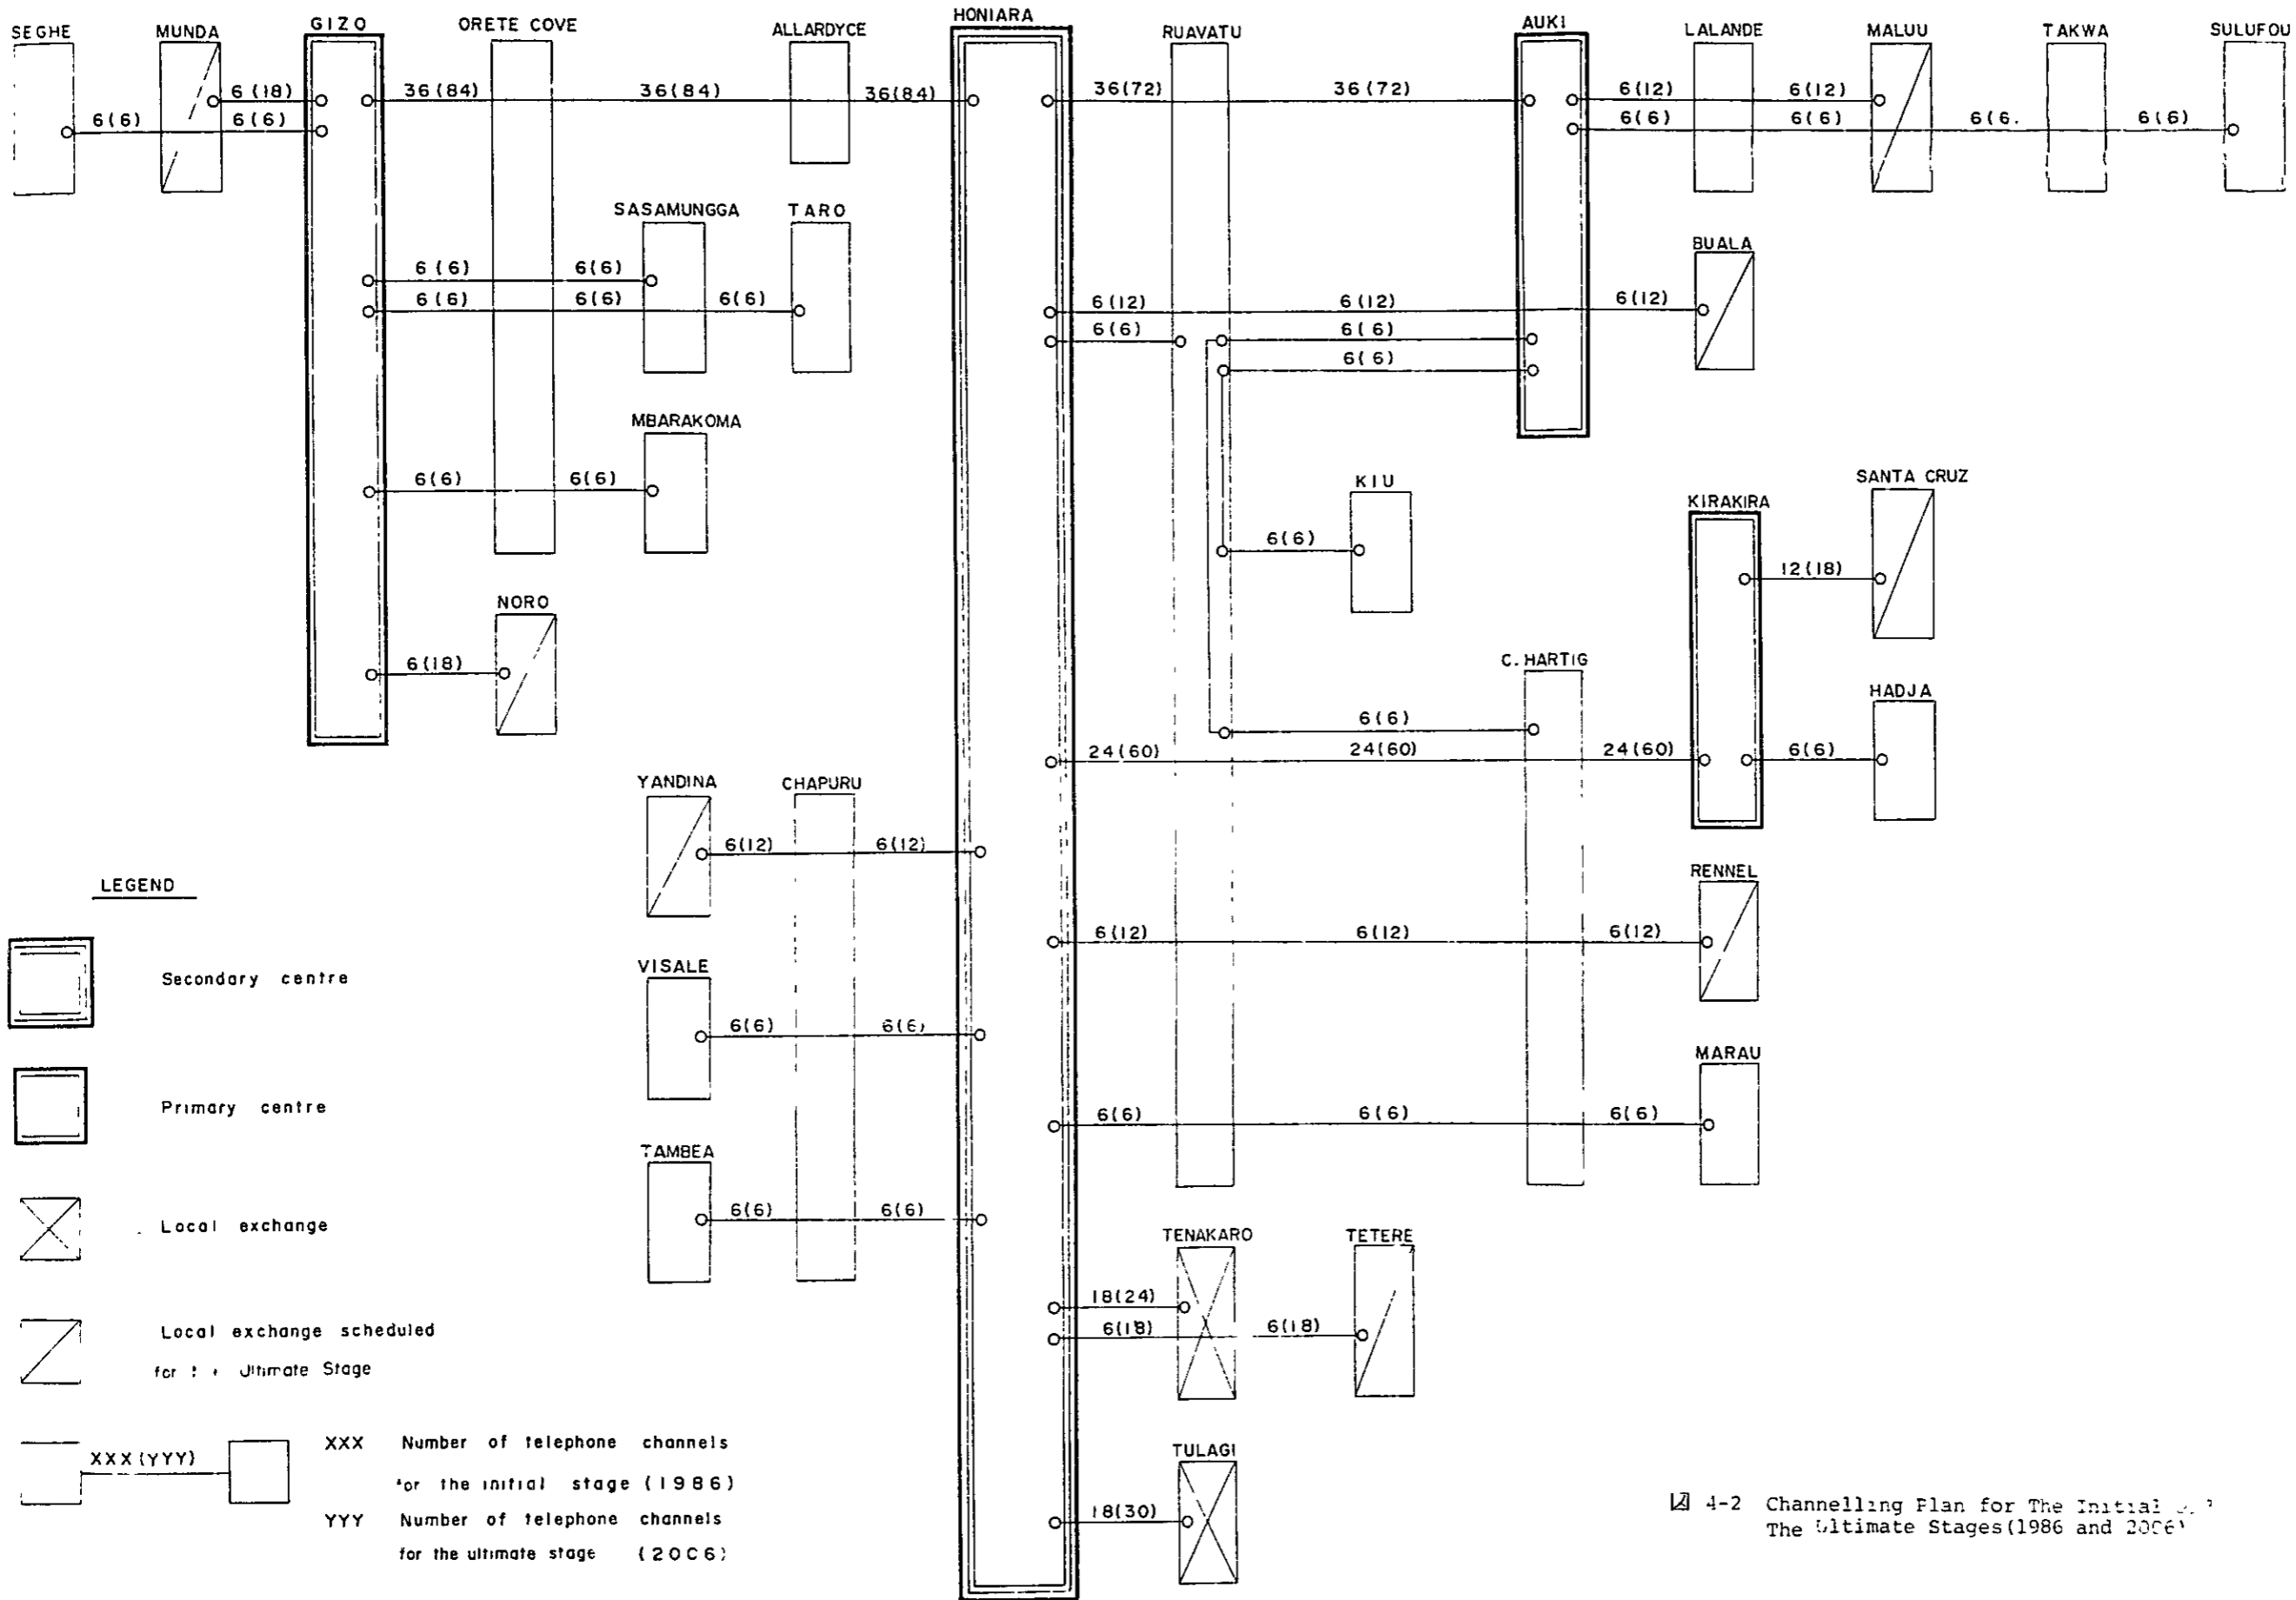 SEGHE MUNDA GIZO ORETE COVE ALLARDYCE HONIARA RUAVATU AUKI LALANDE MALUU TAKWA SULUFOU
6(18) 36(84) 36(84) 36(84) 36(72) 36(72) 6(12) 6(12)
6(6) 6(6) 6(6) 6(6) 6(6. 6(6)
SASAMUNGGA TARO BUALA
6(6) 6(6)
6(6) 6(6) 6(6) 6(12) 6(12) 6(12)
6(6) 6(6)
6(6)
MBARAKOMA
6(6) 6(6)
KIU SANTA CRUZ
KIRAKIRA
6(6)
12(18)
NORO
6(18)
C. HARTIG HADJA
6(6)
24(60) 24(60) 24(60) 6(6)
YANDINA CHAPURU
6(12) 6(12)
RENNEL
LEGEND
6(12) 6(12) 6(12)
Secondary centre
VISALE
6(6) 6(6)
MARAU
Primary centre
6(6) 6(6) 6(6)
TAMBEA
6(6) 6(6)
Local exchange
TENAKARO TETERE
18(24)
6(18) 6(18)
Local exchange scheduled
for Ultimate Stage
XXX(YYY)
XXX Number of telephone channels
for the initial stage (1986)
YYY Number of telephone channels
for the ultimate stage (2006)
TULAGI
18(30)
図 4-2 Channelling Plan for The Initial
The Ultimate Stages(1986 and 2006)